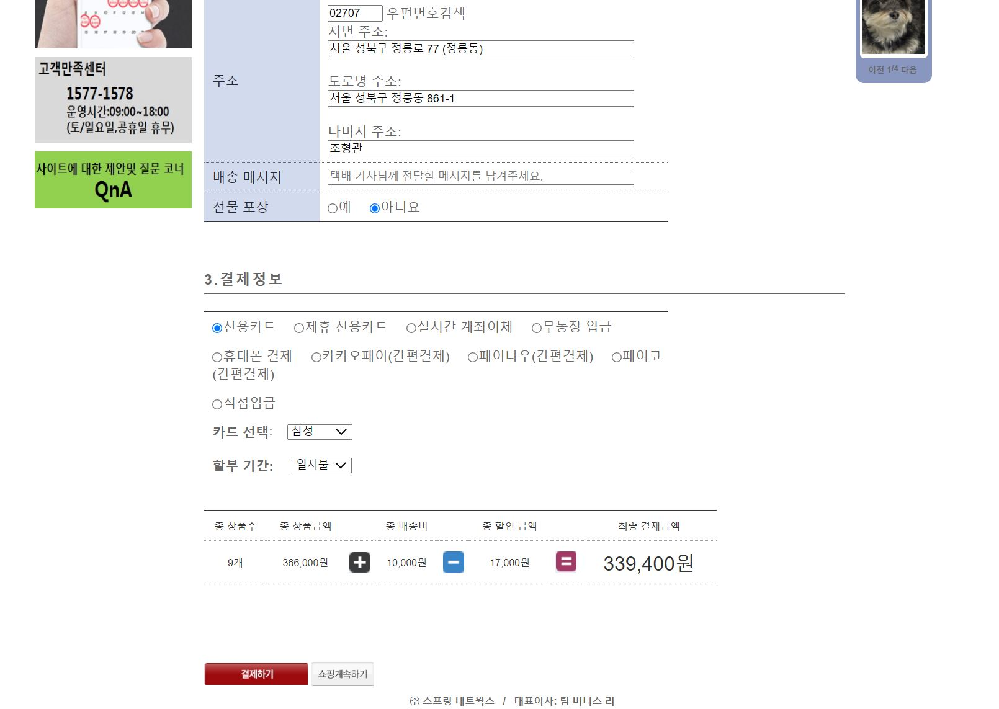 8 9 10 11 12 13 14
15 16 17 18 19 20
고객만족센터
1577-1578
운영시간:09:00~18:00
(토/일요일,공휴일 휴무)
사이트에 대한 제안및 질문 코너
QnA
02707 우편번호검색
지번 주소:
서울 성북구 정릉로 77 (정릉동)
주소
도로명 주소:
서울 성북구 정릉동 861-1
나머지 주소:
조형관
배송 메시지 택배 기사님께 전달할 메시지를 남겨주세요.
선물 포장 예 아니요
이전 1/4 다음
3.결제정보
신용카드 제휴 신용카드 실시간 계좌이체 무통장 입금
휴대폰 결제 카카오페이(간편결제) 페이나우(간편결제) 페이코
(간편결제)
직접입금
카드 선택: 삼성
할부 기간: 일시불
총 상품수 총 상품금액 총 배송비 총 할인 금액 최종 결제금액
9개 366,000원 + 10,000원 − 17,000원 = 339,400원
결제하기 쇼핑계속하기
㈜ 스프링 네트웍스 / 대표이사: 팀 버너스 리